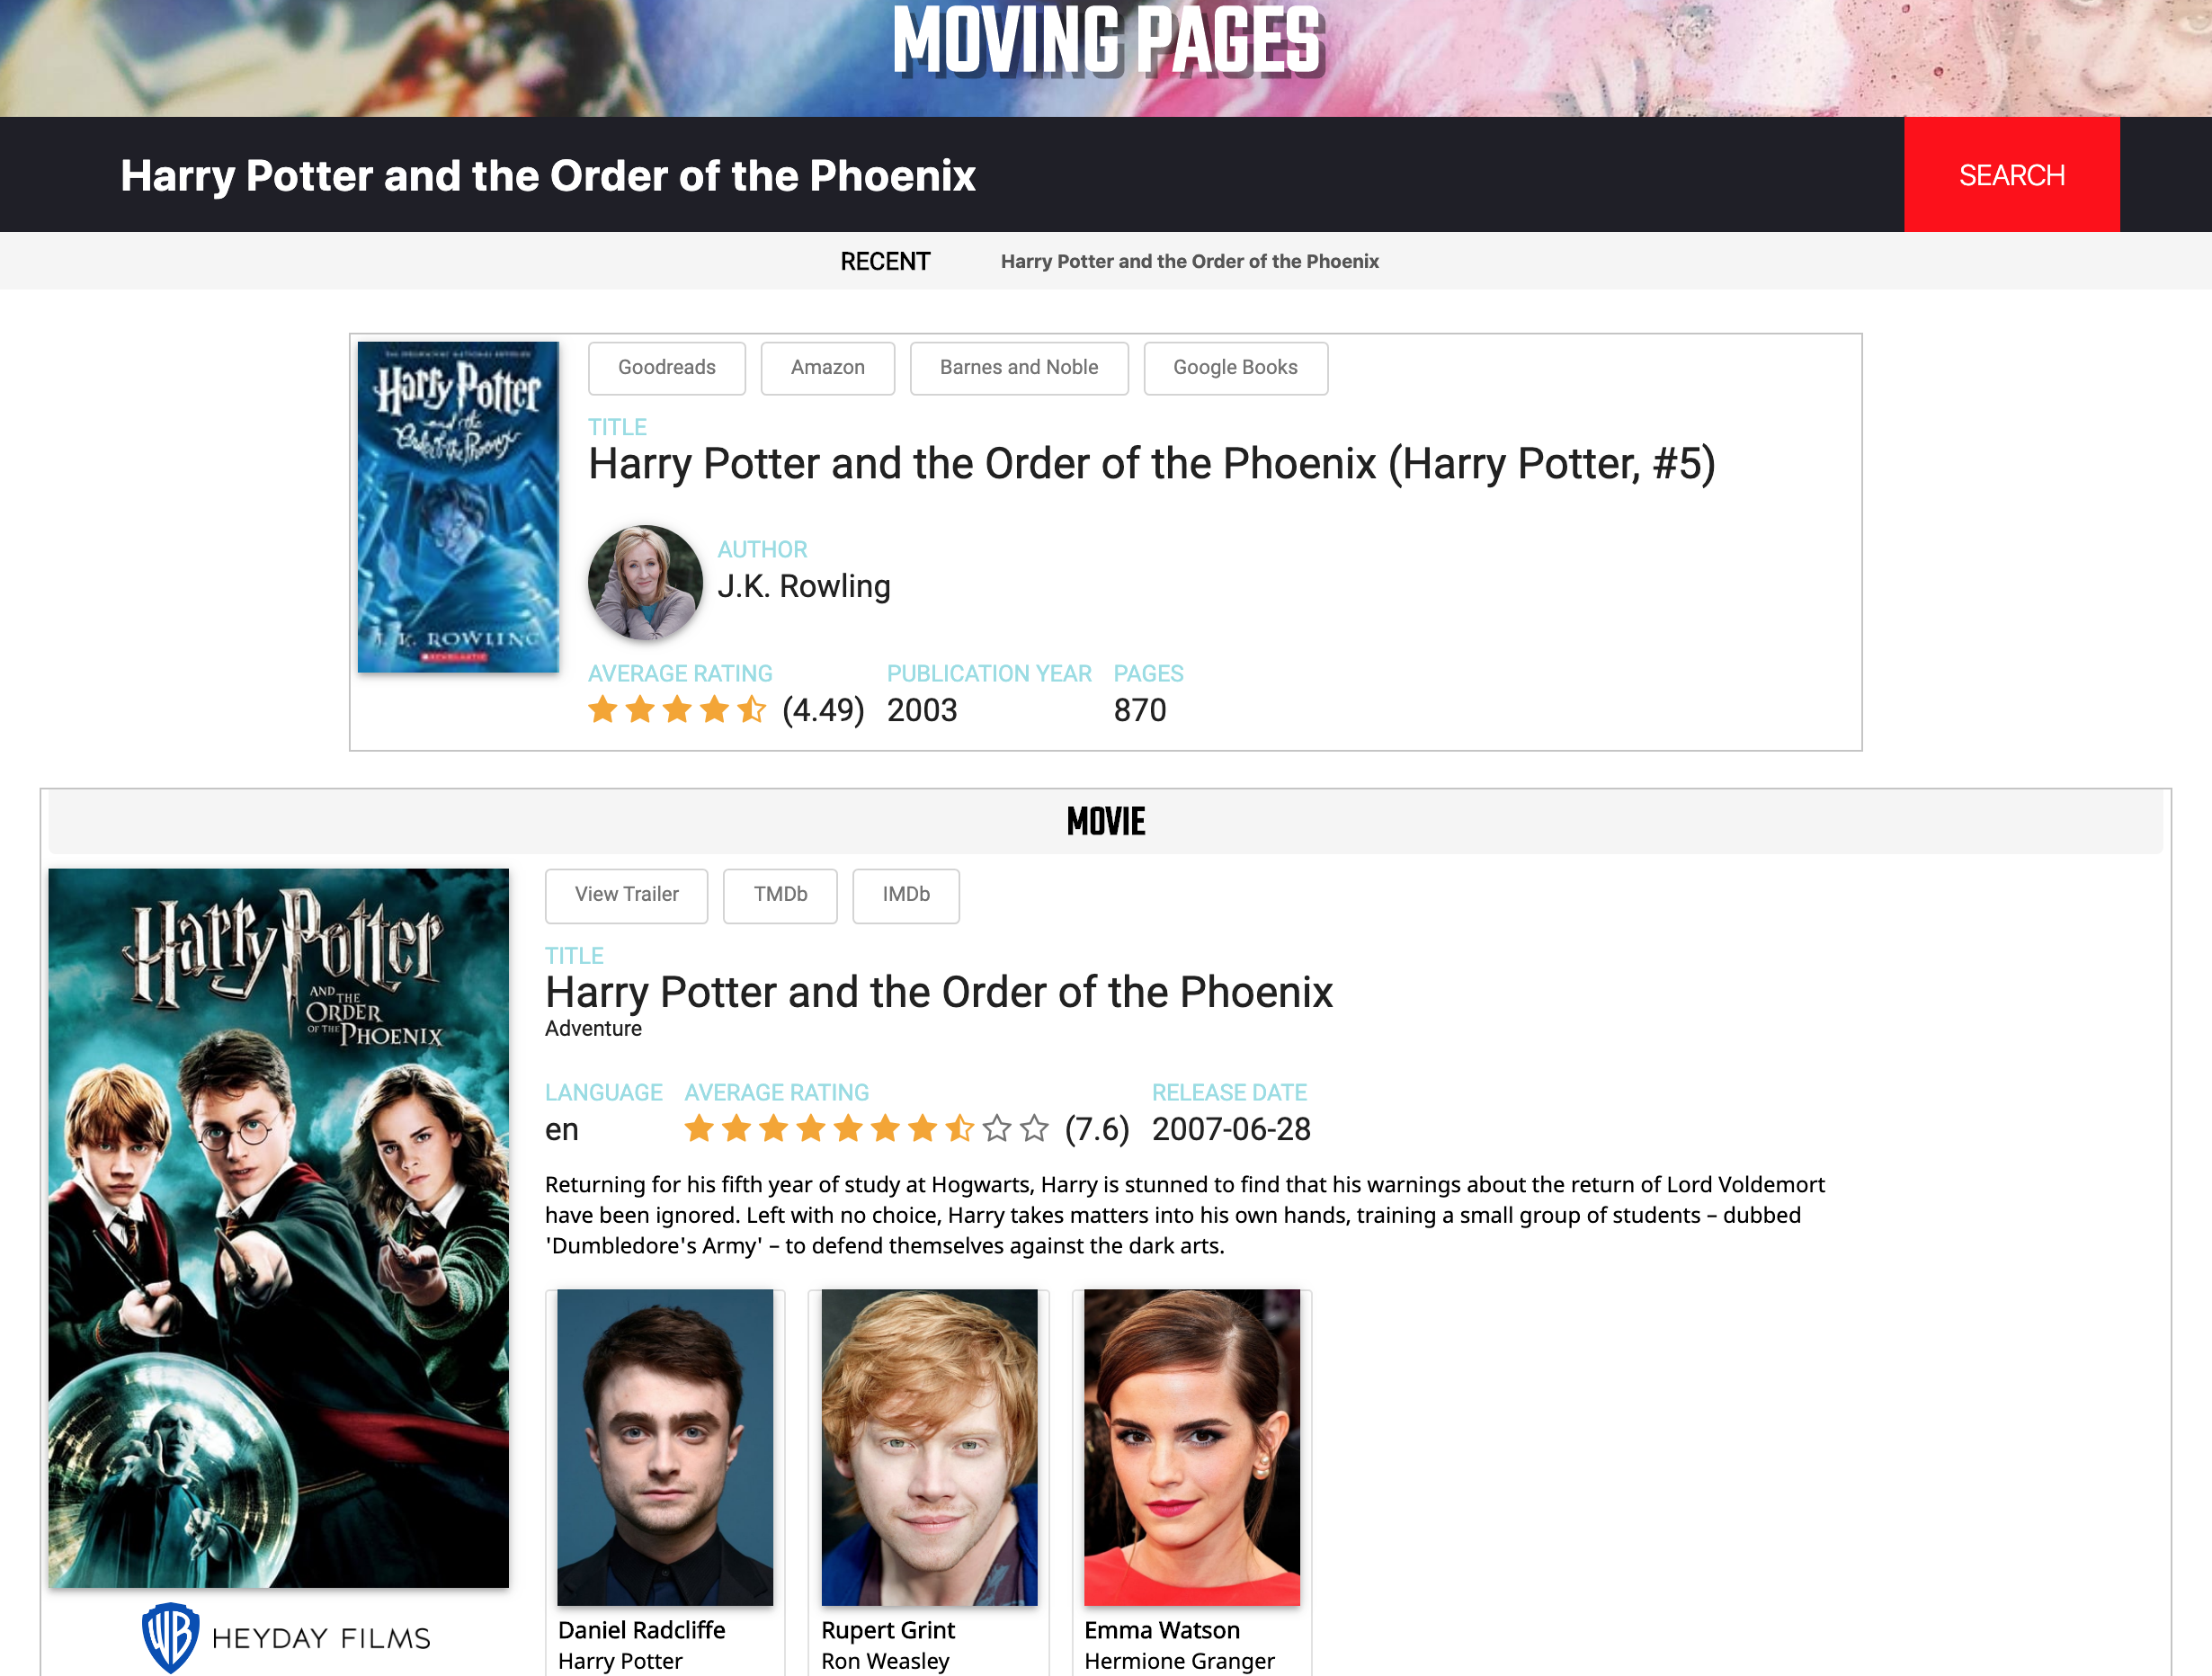 MOVING PAGES
Harry Potter and the Order of the Phoenix
SEARCH
RECENT
Harry Potter and the Order of the Phoenix
Goodreads
Amazon
Barnes and Noble
Google Books
Harry Potter
and the
Order of the Phoenix
J. K. ROWLING
SCHOLASTIC
TITLE
Harry Potter and the Order of the Phoenix (Harry Potter, #5)
AUTHOR
J.K. Rowling
AVERAGE RATING PUBLICATION YEAR PAGES
(4.49) 2003 870
MOVIE
Harry Potter
AND THE
ORDER
OF THE PHOENIX
View Trailer
TMDb
IMDb
TITLE
Harry Potter and the Order of the Phoenix
Adventure
LANGUAGE AVERAGE RATING RELEASE DATE
en (7.6) 2007-06-28
Returning for his fifth year of study at Hogwarts, Harry is stunned to find that his warnings about the return of Lord Voldemort
have been ignored. Left with no choice, Harry takes matters into his own hands, training a small group of students – dubbed
'Dumbledore's Army' – to defend themselves against the dark arts.
WB HEYDAY FILMS
Daniel Radcliffe
Harry Potter
Rupert Grint
Ron Weasley
Emma Watson
Hermione Granger